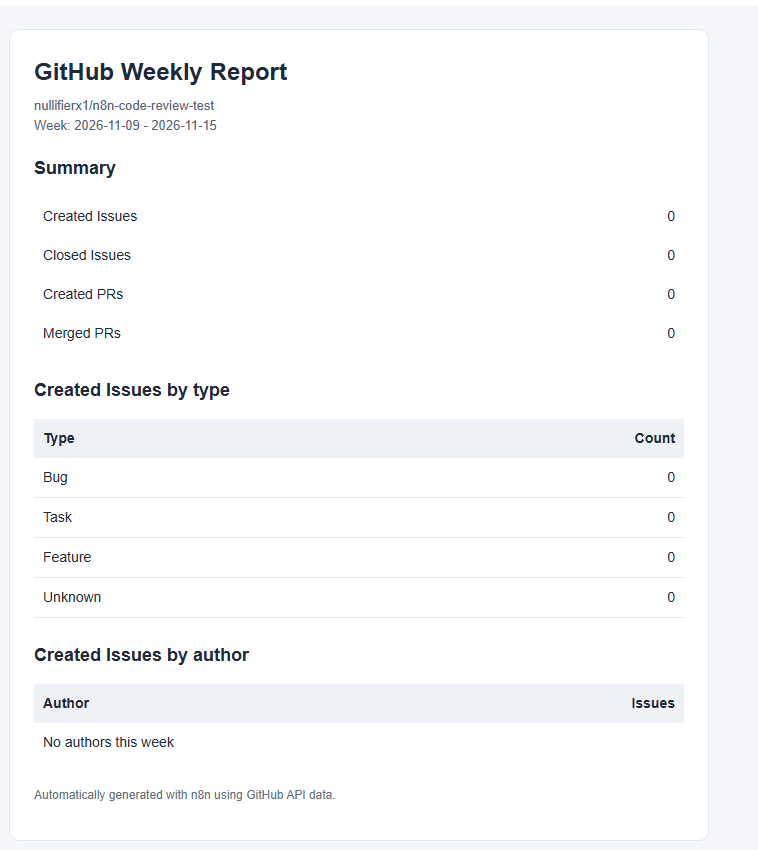 GitHub Weekly Report
nullifierx1/n8n-code-review-test
Week: 2026-11-09 - 2026-11-15
Summary
Created Issues 0
Closed Issues 0
Created PRs 0
Merged PRs 0
Created Issues by type
Type Count
Bug 0
Task 0
Feature 0
Unknown 0
Created Issues by author
Author Issues
No authors this week
Automatically generated with n8n using GitHub API data.